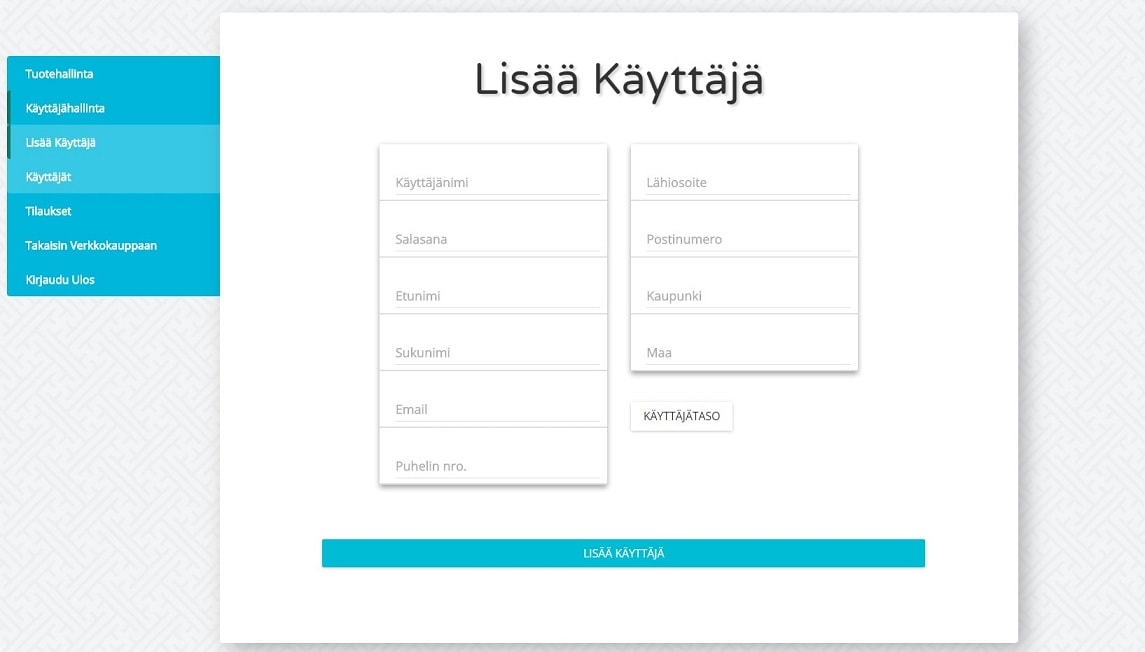 Tuotehallinta
Käyttäjähallinta
Lisää Käyttäjä
Käyttäjät
Tilaukset
Takaisin Verkkokauppaan
Kirjaudu Ulos
Lisää Käyttäjä
Käyttäjänimi
Salasana
Etunimi
Sukunimi
Email
Puhelin nro.
Lähiosoite
Postinumero
Kaupunki
Maa
KÄYTTÄJÄTASO
LISÄÄ KÄYTTÄJÄ